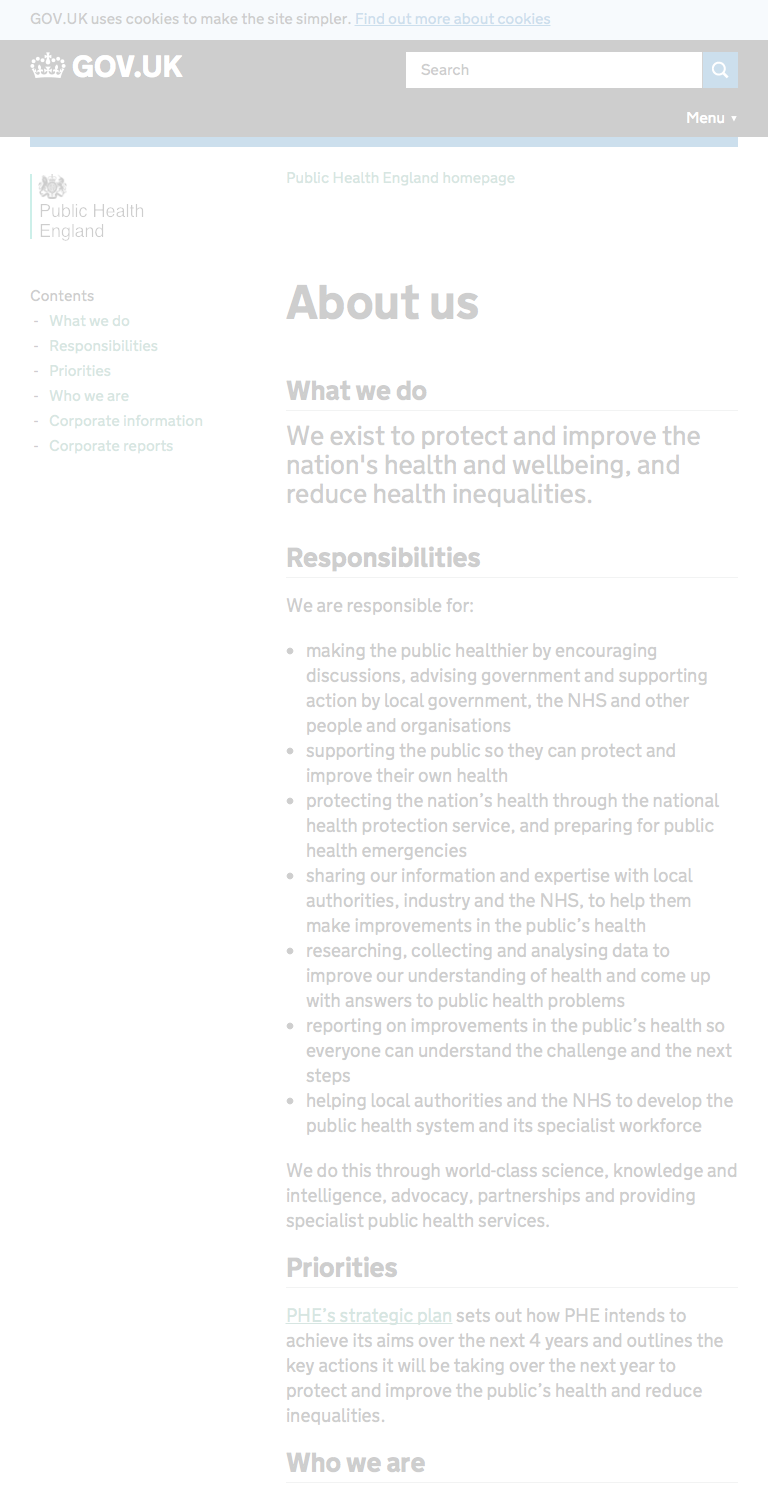 GOV.UK uses cookies to make the site simpler. Find out more about cookies
GOV.UK
Search
Menu ▼
Public Health England homepage
Public Health
England
Contents
- What we do
- Responsibilities
- Priorities
- Who we are
- Corporate information
- Corporate reports
About us
What we do
We exist to protect and improve the
nation's health and wellbeing, and
reduce health inequalities.
Responsibilities
We are responsible for:
• making the public healthier by encouraging
discussions, advising government and supporting
action by local government, the NHS and other
people and organisations
• supporting the public so they can protect and
improve their own health
• protecting the nation’s health through the national
health protection service, and preparing for public
health emergencies
• sharing our information and expertise with local
authorities, industry and the NHS, to help them
make improvements in the public’s health
• researching, collecting and analysing data to
improve our understanding of health and come up
with answers to public health problems
• reporting on improvements in the public’s health so
everyone can understand the challenge and the next
steps
• helping local authorities and the NHS to develop the
public health system and its specialist workforce
We do this through world-class science, knowledge and
intelligence, advocacy, partnerships and providing
specialist public health services.
Priorities
PHE’s strategic plan sets out how PHE intends to
achieve its aims over the next 4 years and outlines the
key actions it will be taking over the next year to
protect and improve the public’s health and reduce
inequalities.
Who we are